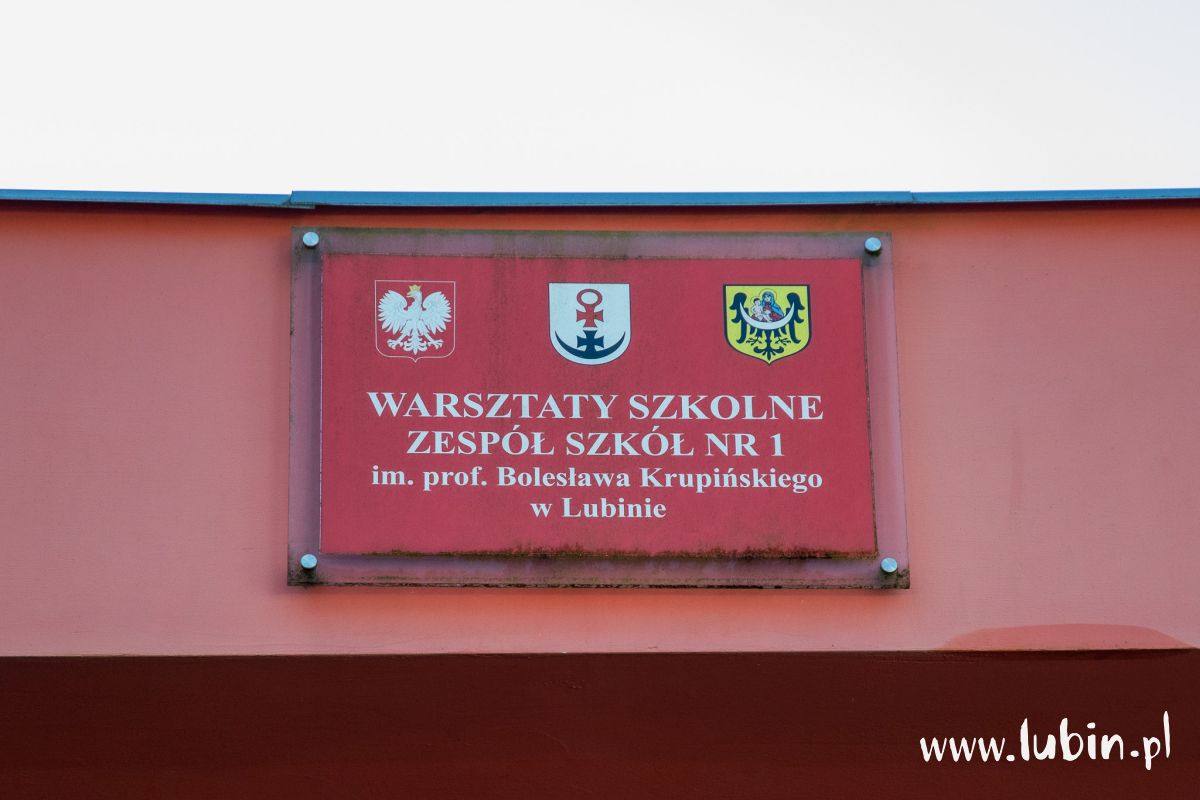 WARSZTATY SZKOLNE
ZESPÓŁ SZKÓŁ NR 1
im. prof. Bolesława Krupińskiego
w Lubinie
www.lubin.pl